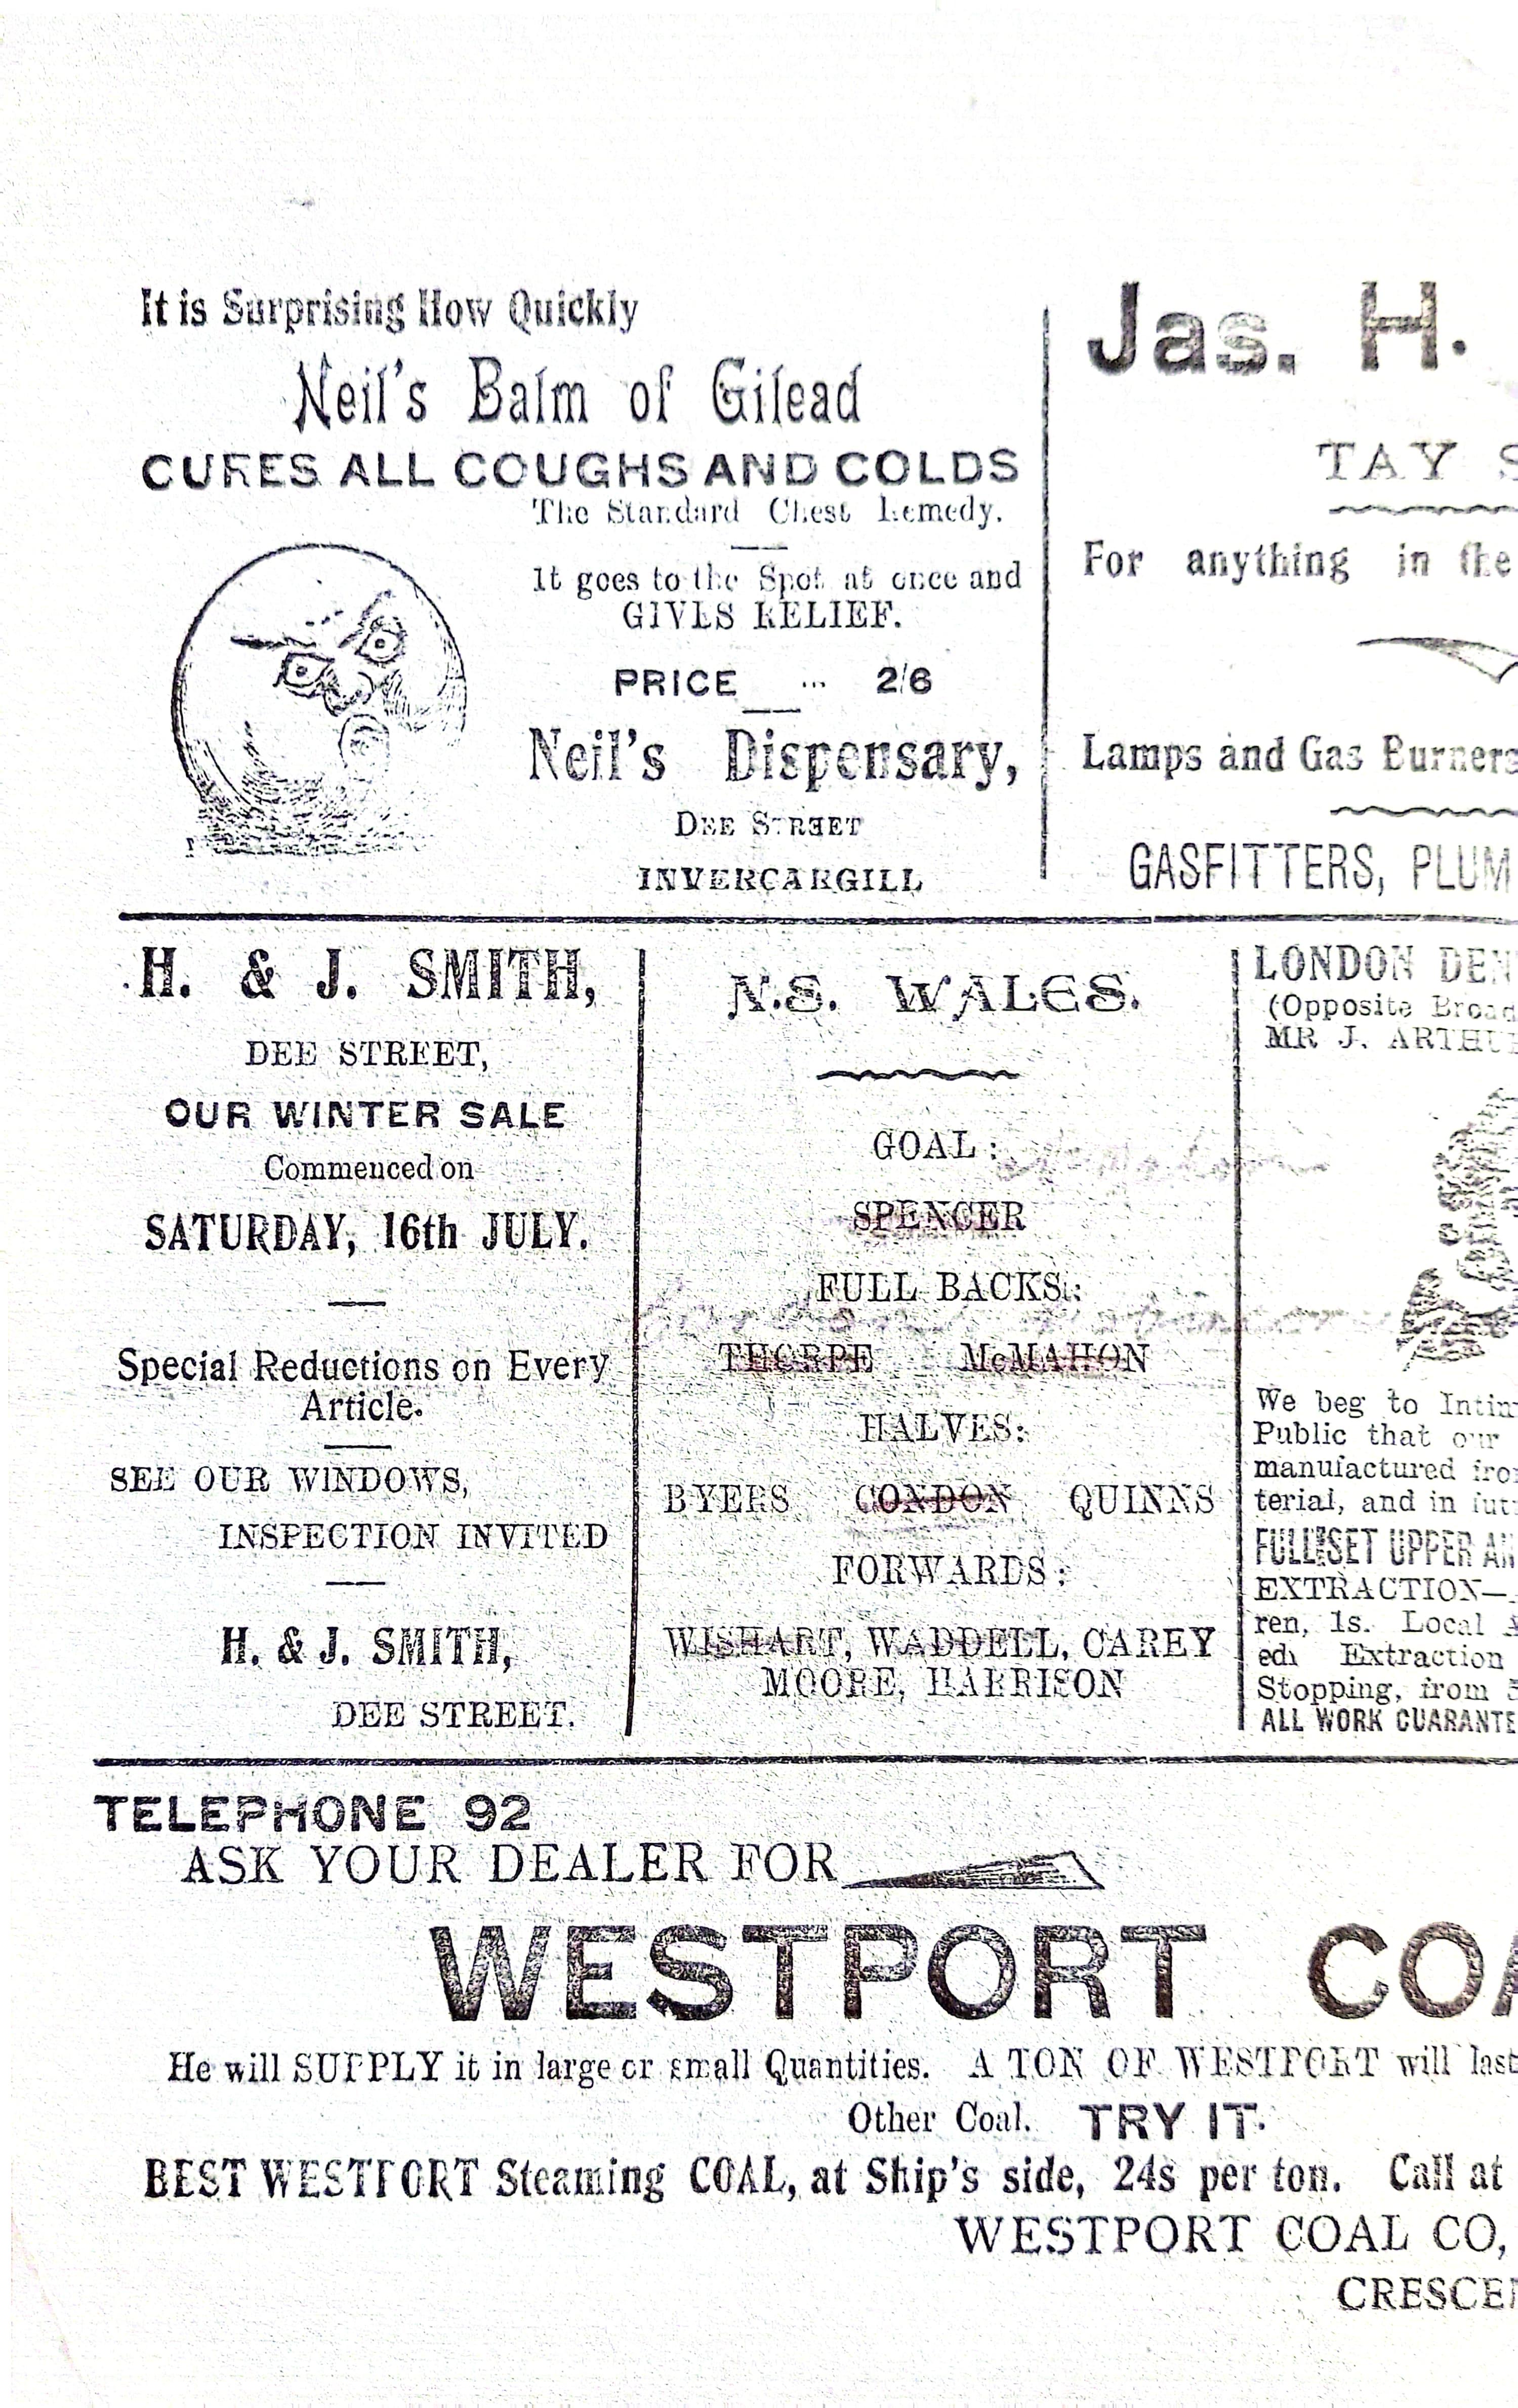 It is Surprising How Quickly
Neil's Balm of Gilead
CURES ALL COUGHS AND COLDS
The Standard Chest Remedy.
It goes to the Spot at once and
GIVES RELIEF.
PRICE ... 2/6
Neil's Dispensary,
DEE STREET
INVERCARGILL
Jas. H.
TAY S
For anything in the
Lamps and Gas Burners
GASFITTERS, PLUM
H. & J. SMITH,
DEE STREET,
OUR WINTER SALE
Commenced on
SATURDAY, 16th JULY.
Special Reductions on Every
Article.
SEE OUR WINDOWS,
INSPECTION INVITED
H. & J. SMITH,
DEE STREET.
N.S. WALES.
GOAL:
SPENCER
FULL BACKS:
THORPE McMAHON
HALVES:
BYERS CONDON QUINNS
FORWARDS:
WISHART, WADDELL, CAREY
MOORE, HARRISON
LONDON DEN
(Opposite Broad
MR J. ARTHU
We beg to Intim
Public that our
manufactured fro
terial, and in fut
FULL SET UPPER AN
EXTRACTION—
ren, 1s. Local
ed. Extraction
Stopping, from 5
ALL WORK GUARANTE
TELEPHONE 92
ASK YOUR DEALER FOR
WESTPORT COA
He will SUPPLY it in large or small Quantities. A TON OF WESTPORT will last
Other Coal. TRY IT.
BEST WESTPORT Steaming COAL, at Ship's side, 24s per ton. Call at
WESTPORT COAL CO,
CRESCEN